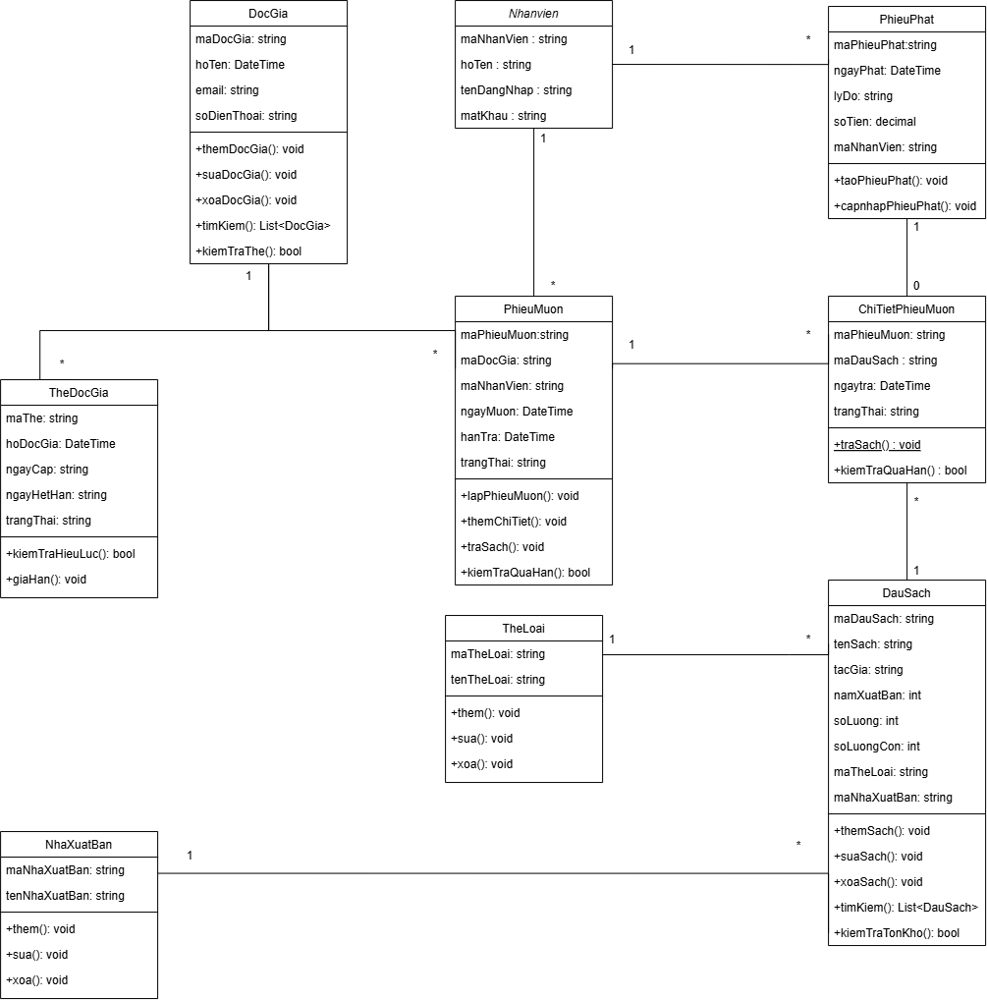 DocGia
maDocGia: string
hoTen: DateTime
email: string
soDienThoai: string
+themDocGia(): void
+suaDocGia(): void
+xoaDocGia(): void
+timKiem(): List<DocGia>
+kiemTraThe(): bool
1
Nhanvien
maNhanVien : string
hoTen : string
tenDangNhap : string
matKhau : string
1
*
1
*
PhieuPhat
maPhieuPhat:string
ngayPhat: DateTime
lyDo: string
soTien: decimal
maNhanVien: string
+taoPhieuPhat(): void
+capnhapPhieuPhat(): void
1
0
*
*
TheDocGia
maThe: string
hoDocGia: DateTime
ngayCap: string
ngayHetHan: string
trangThai: string
+kiemTraHieuLuc(): bool
+giaHan(): void
PhieuMuon
maPhieuMuon:string
maDocGia: string
maNhanVien: string
ngayMuon: DateTime
hanTra: DateTime
trangThai: string
+lapPhieuMuon(): void
+themChiTiet(): void
+traSach(): void
+kiemTraQuaHan(): bool
1
*
ChiTietPhieuMuon
maPhieuMuon: string
maDauSach : string
ngaytra: DateTime
trangThai: string
+traSach() : void
+kiemTraQuaHan() : bool
*
1
TheLoai
maTheLoai: string
tenTheLoai: string
+them(): void
+sua(): void
+xoa(): void
1
*
DauSach
maDauSach: string
tenSach: string
tacGia: string
namXuatBan: int
soLuong: int
soLuongCon: int
maTheLoai: string
maNhaXuatBan: string
+themSach(): void
+suaSach(): void
+xoaSach(): void
+timKiem(): List<DauSach>
+kiemTraTonKho(): bool
NhaXuatBan
maNhaXuatBan: string
tenNhaXuatBan: string
+them(): void
+sua(): void
+xoa(): void
1
*